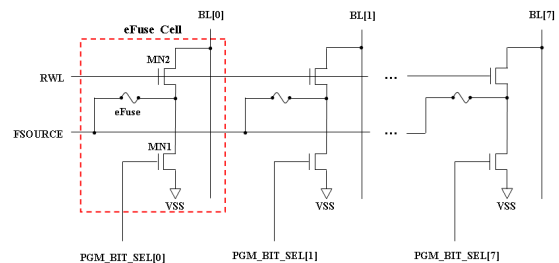 BL[0]
BL[1]
BL[7]
eFuse Cell
MN2
RWL
...
eFuse
FSOURCE
...
MN1
VSS
VSS
VSS
PGM_BIT_SEL[0]
PGM_BIT_SEL[1]
PGM_BIT_SEL[7]